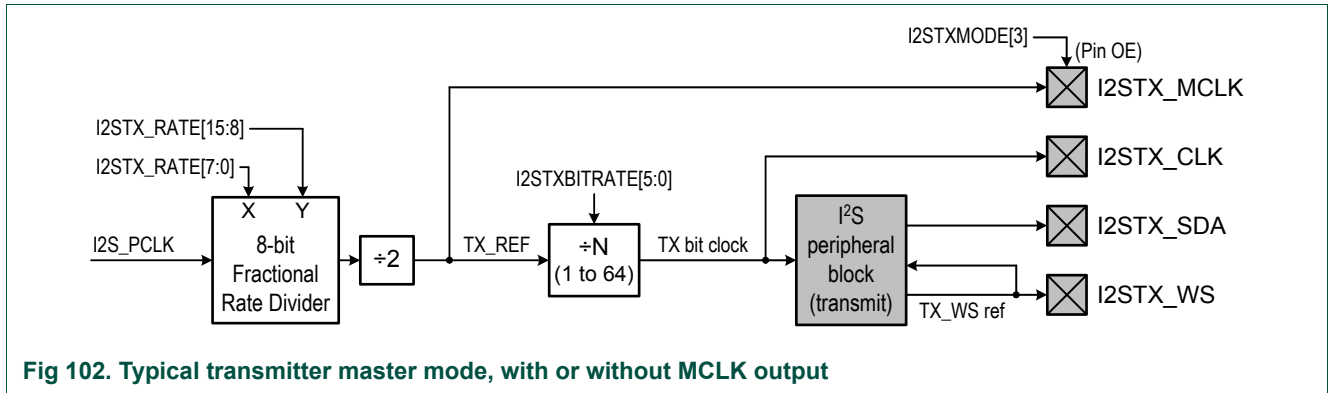 I2STXMODE[3]
(Pin OE)
I2STX_MCLK
I2STX_RATE[15:8]
I2STX_RATE[7:0]
I2STX_CLK
I2STXBITRATE[5:0]
X Y
8-bit
Fractional
Rate Divider
I2S_PCLK
÷2
TX_REF
÷N
(1 to 64)
TX bit clock
I²S
peripheral
block
(transmit)
I2STX_SDA
I2STX_WS
TX_WS ref
Fig 102. Typical transmitter master mode, with or without MCLK output